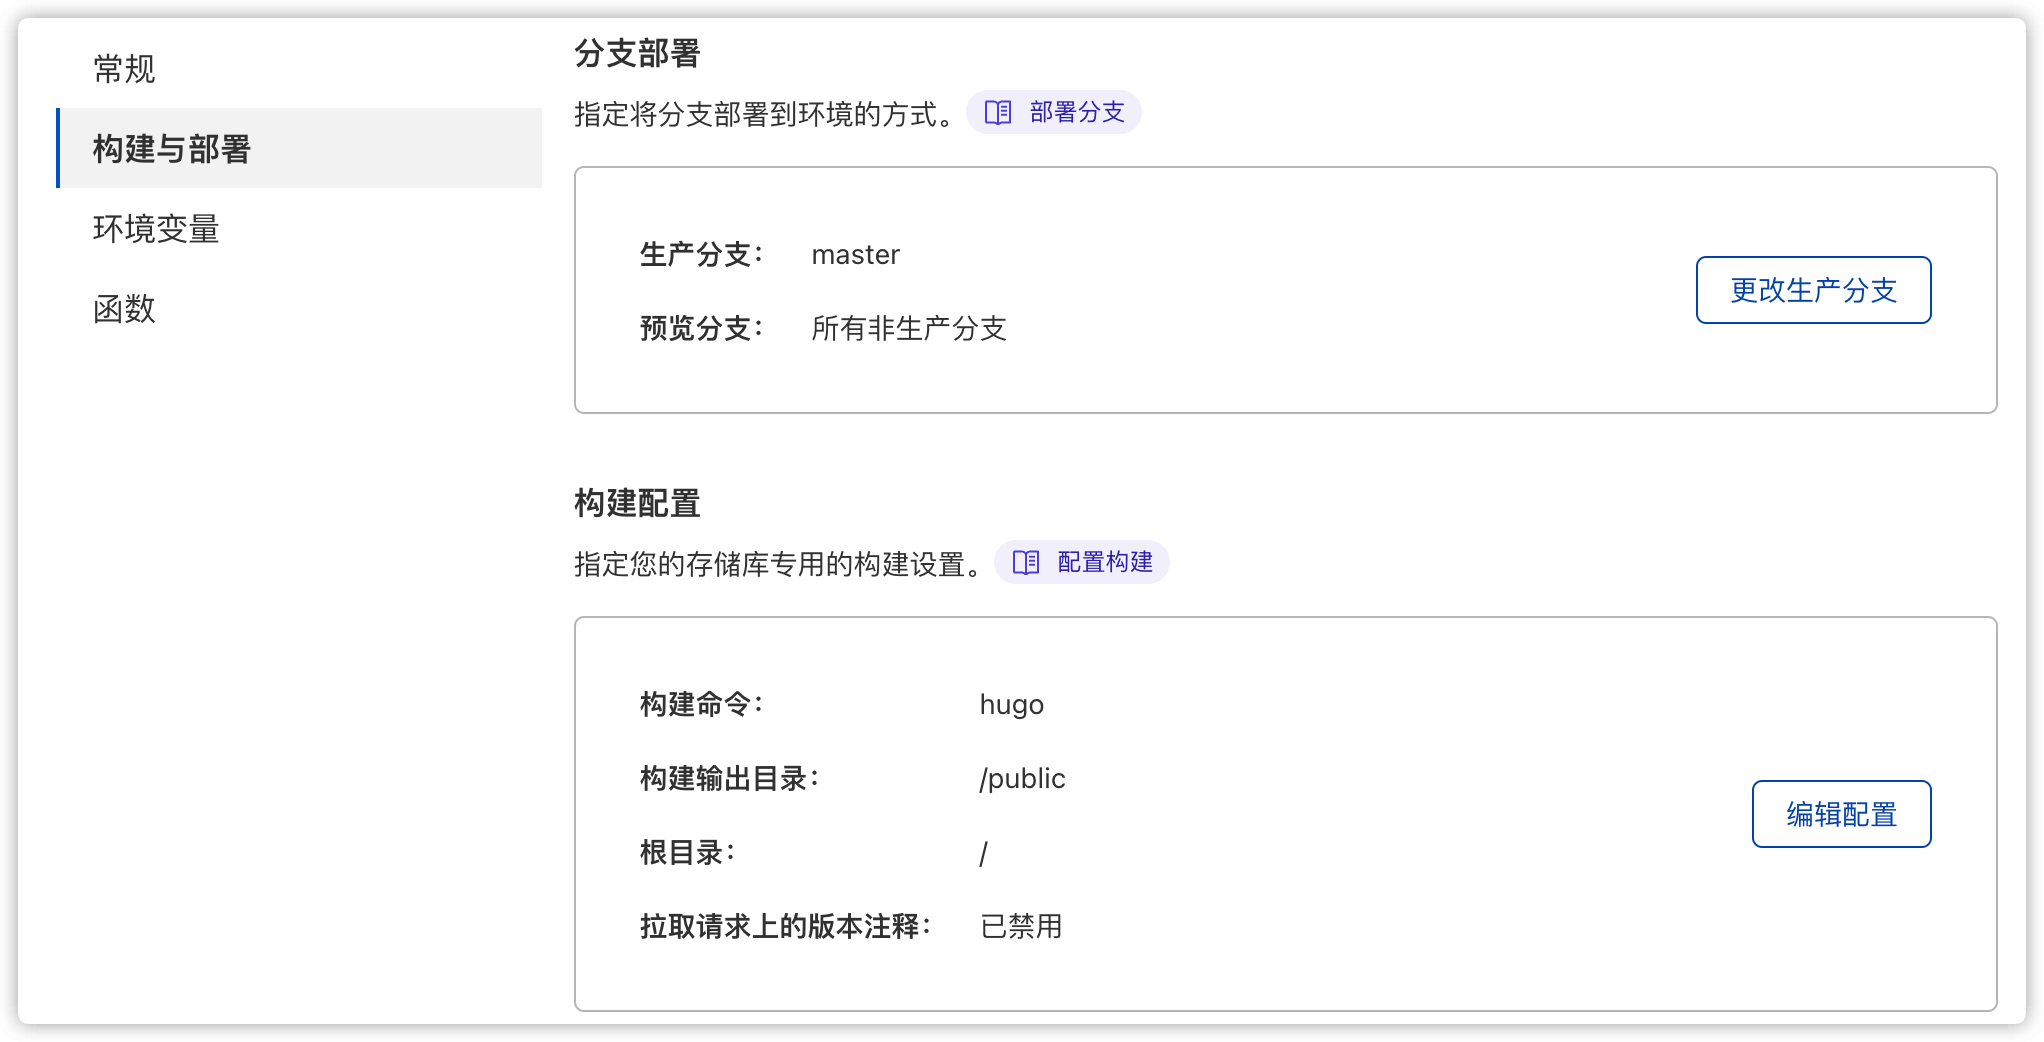 常规
构建与部署
环境变量
函数
分支部署
指定将分支部署到环境的方式。 部署分支
生产分支： master
预览分支： 所有非生产分支
更改生产分支
构建配置
指定您的存储库专用的构建设置。 配置构建
构建命令： hugo
构建输出目录： /public
根目录： /
拉取请求上的版本注释： 已禁用
编辑配置